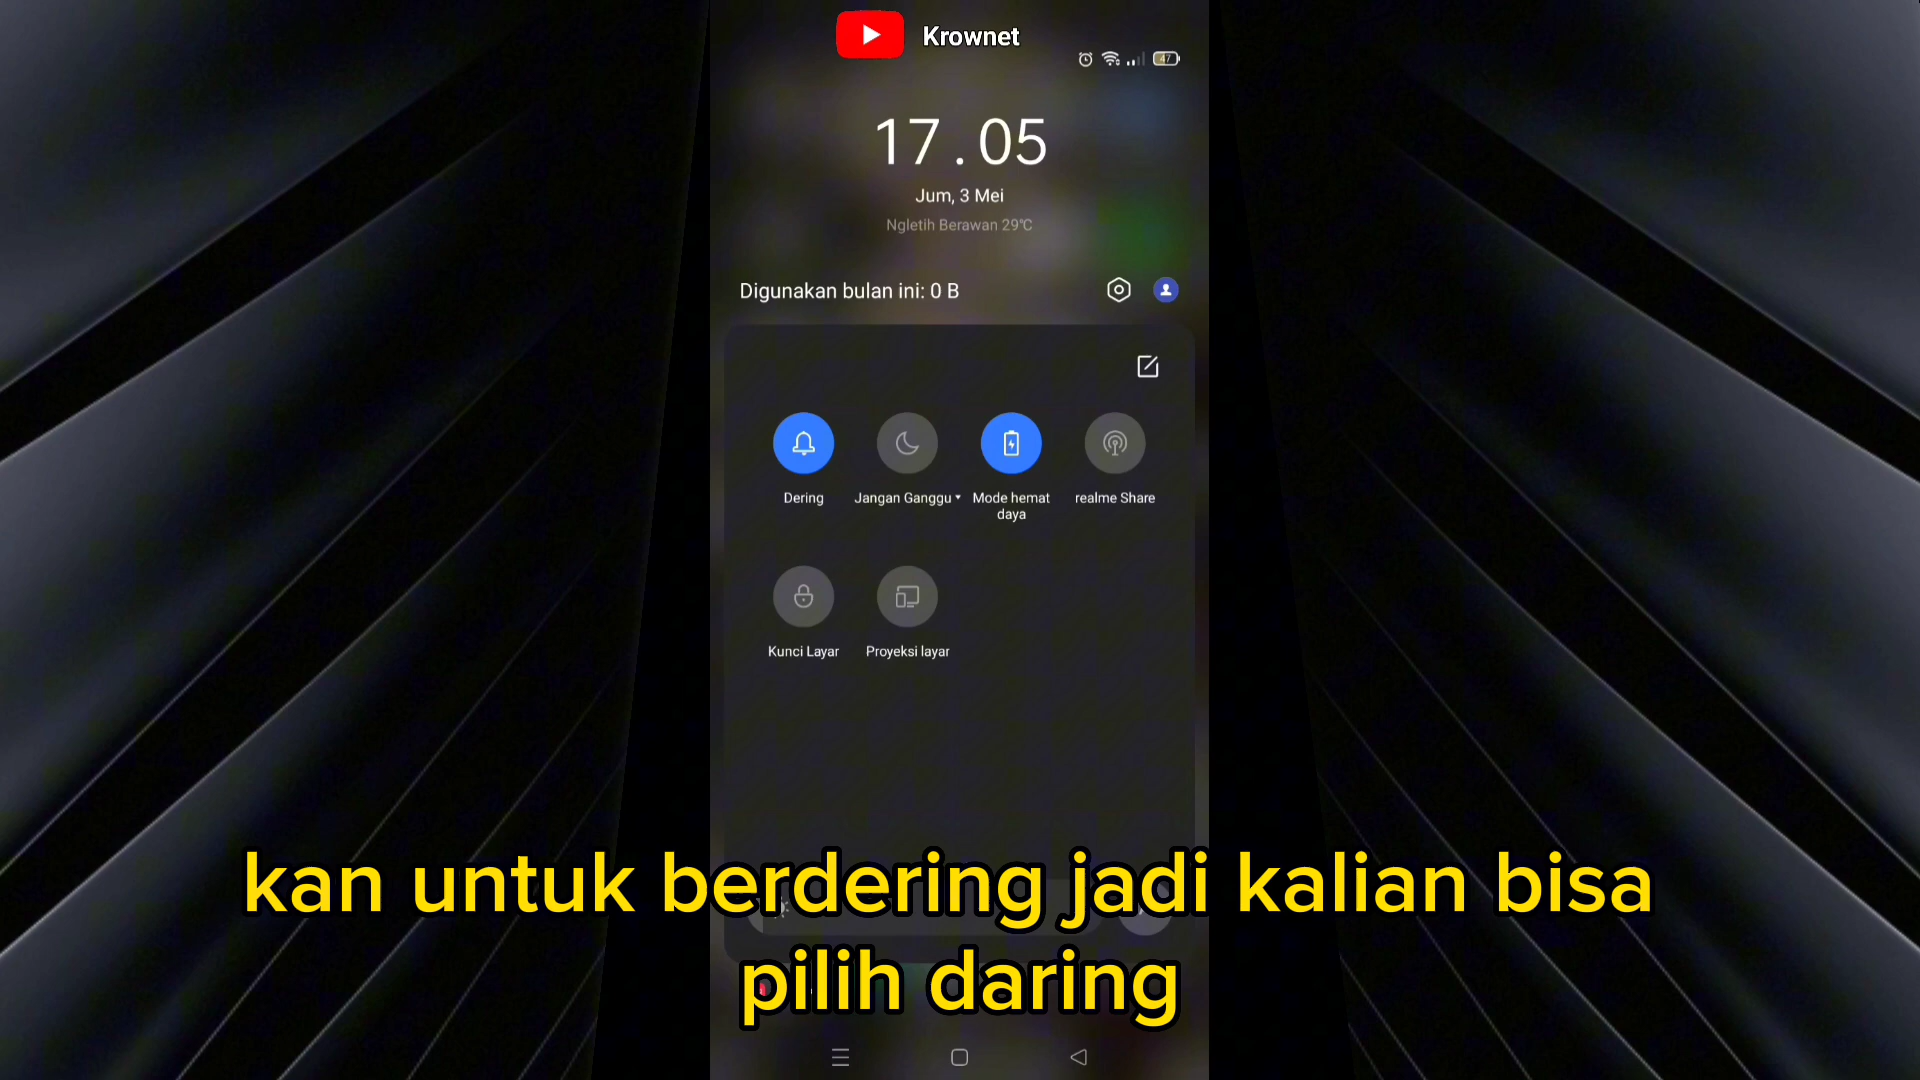 Krownet
47
17.05
Jum, 3 Mei
Ngletih Berawan 29°C
Digunakan bulan ini: 0 B
Dering
Jangan Ganggu
Mode hemat
daya
realme Share
Kunci Layar
Proyeksi layar
kan untuk berdering jadi kalian bisa
pilih daring